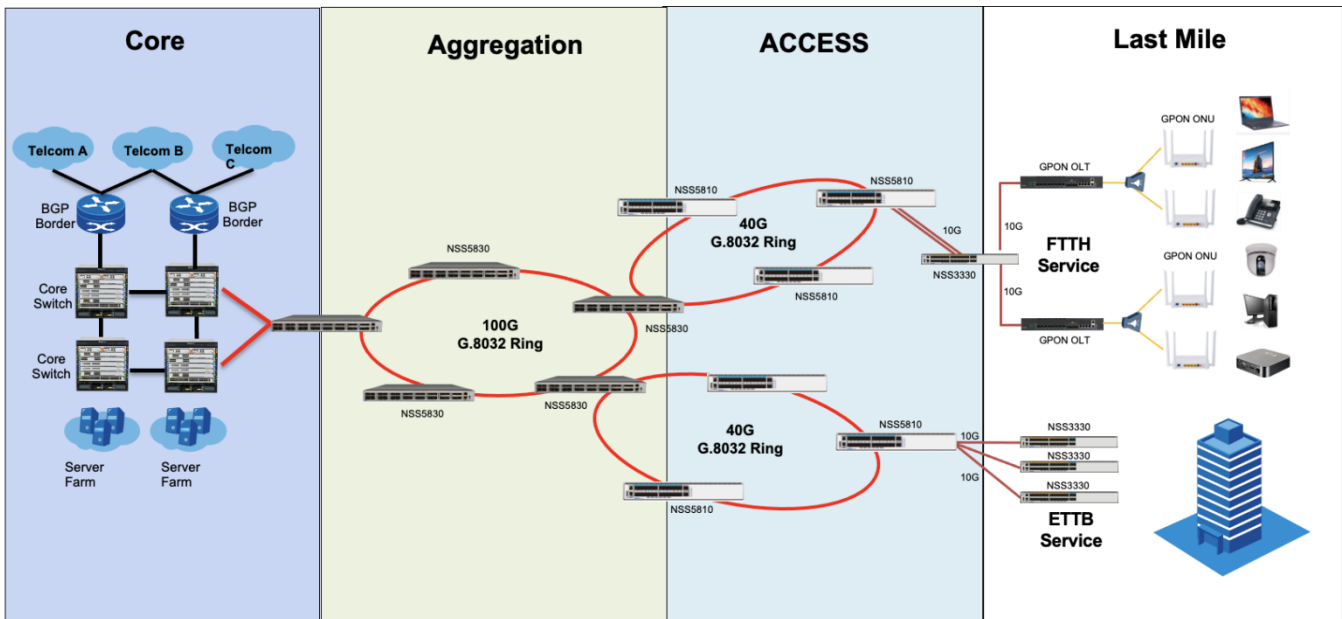 Core
Aggregation
ACCESS
Last Mile
Telcom A
Telcom B
Telcom
C
BGP
Border
BGP
Border
Core
Switch
Core
Switch
Server
Farm
Server
Farm
NSS5830
100G
G.8032 Ring
NSS5830
NSS5830
NSS5830
NSS5810
NSS5810
40G
G.8032 Ring
NSS5810
10G
NSS3330
40G
G.8032 Ring
NSS5810
NSS5810
10G
10G
10G
10G
GPON OLT
GPON ONU
FTTH
Service
GPON ONU
GPON OLT
NSS3330
NSS3330
NSS3330
ETTB
Service